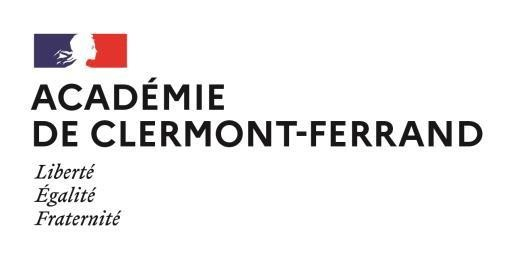 ACADÉMIE
DE CLERMONT-FERRAND
Liberté
Égalité
Fraternité